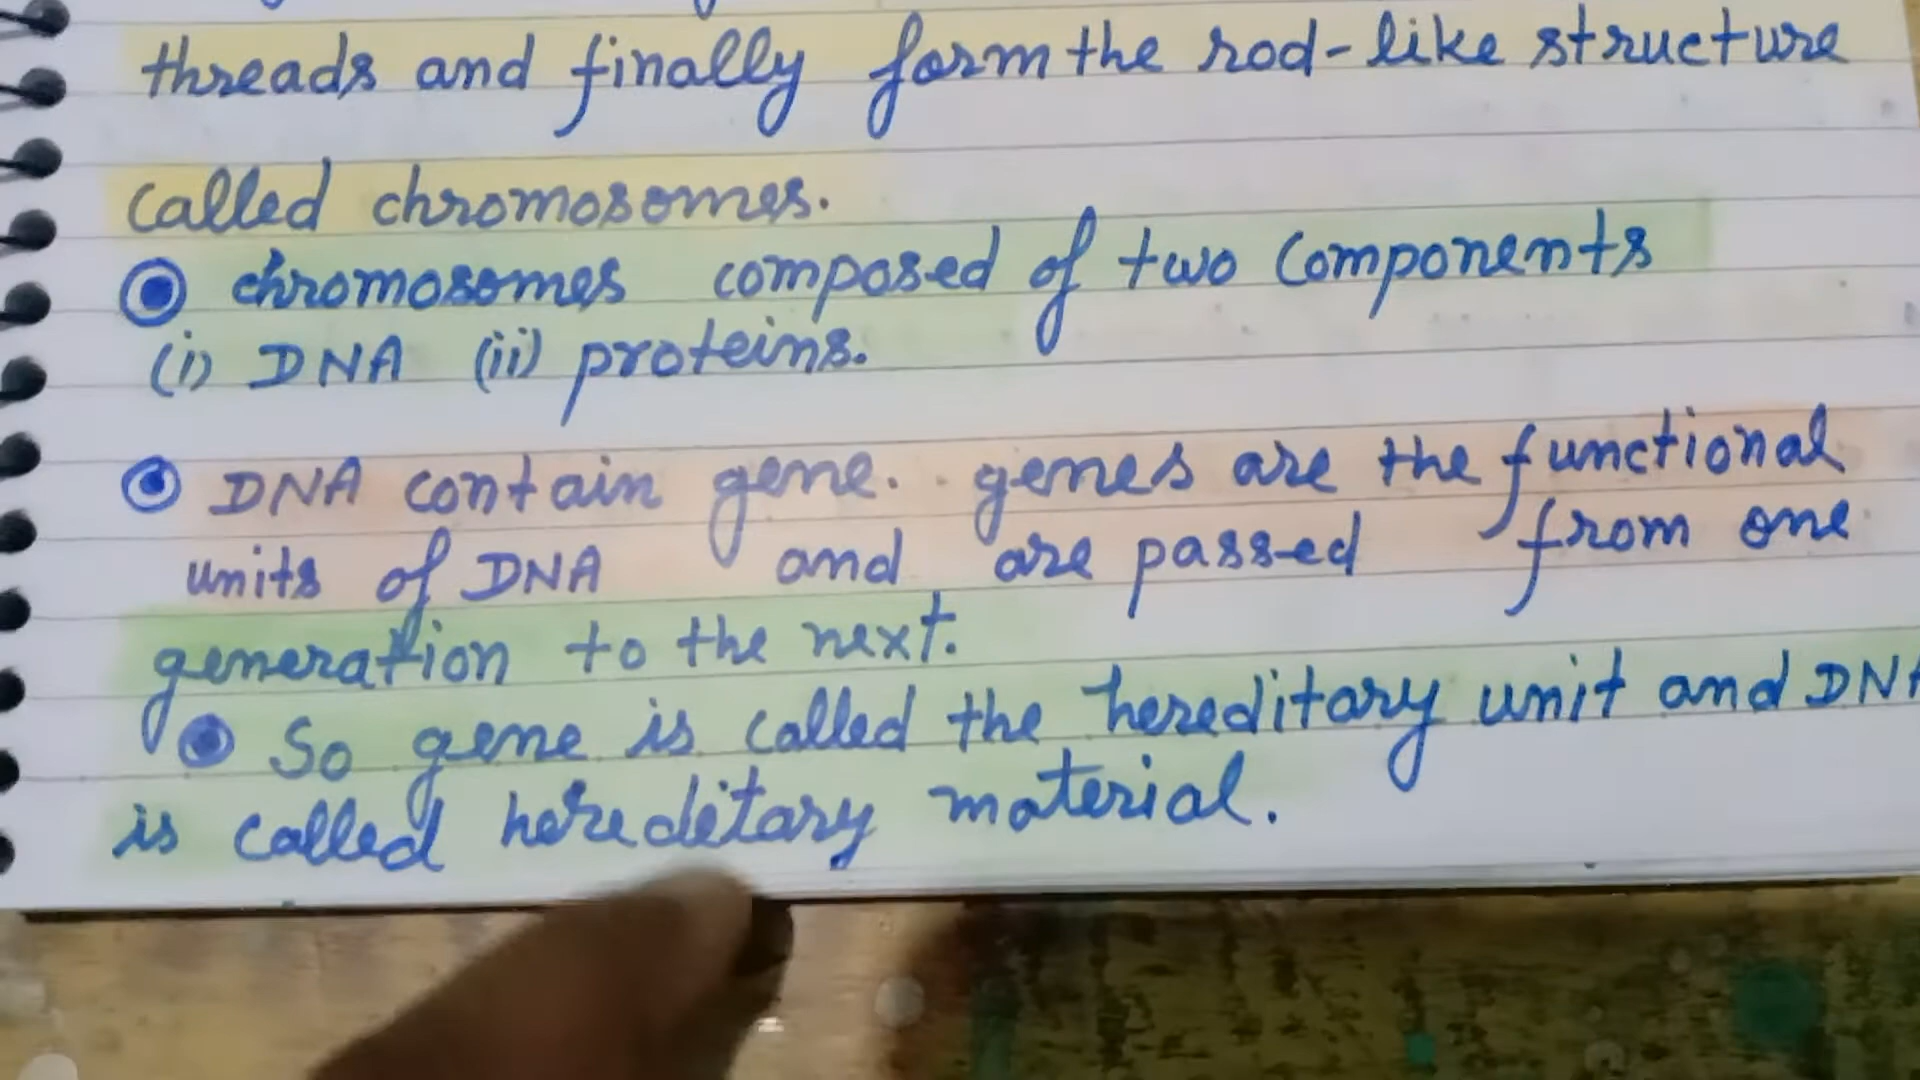 threads and finally form the rod-like structure
called chromosomes.
chromosomes composed of two components
(i) DNA (ii) proteins.
DNA contain gene. genes are the functional
units of DNA and are passed from one
generation to the next.
So gene is called the hereditary unit and DNA
is called hereditary material.